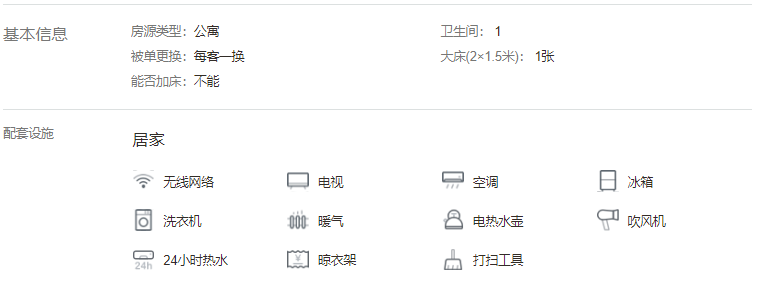 基本信息
房源类型：公寓 卫生间：1
被单更换：每客一换 大床(2×1.5米)：1张
能否加床：不能
配套设施
居家
无线网络 电视 空调 冰箱
洗衣机 暖气 电热水壶 吹风机
24h 24小时热水 晾衣架 打扫工具